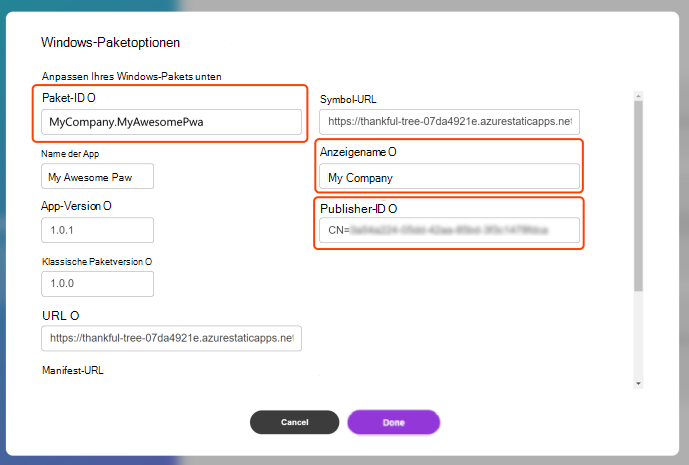 Windows-Paketoptionen
Anpassen Ihres Windows-Pakets unten
Paket-ID O
MyCompany.MyAwesomePwa
Name der App
My Awesome Paw
App-Version O
1.0.1
Klassische Paketversion O
1.0.0
URL O
https://thankful-tree-07da4921e.azurestaticapps.net
Manifest-URL
Symbol-URL
https://thankful-tree-07da4921e.azurestaticapps.net
Anzeigename O
My Company
Publisher-ID O
CN=
Cancel
Done